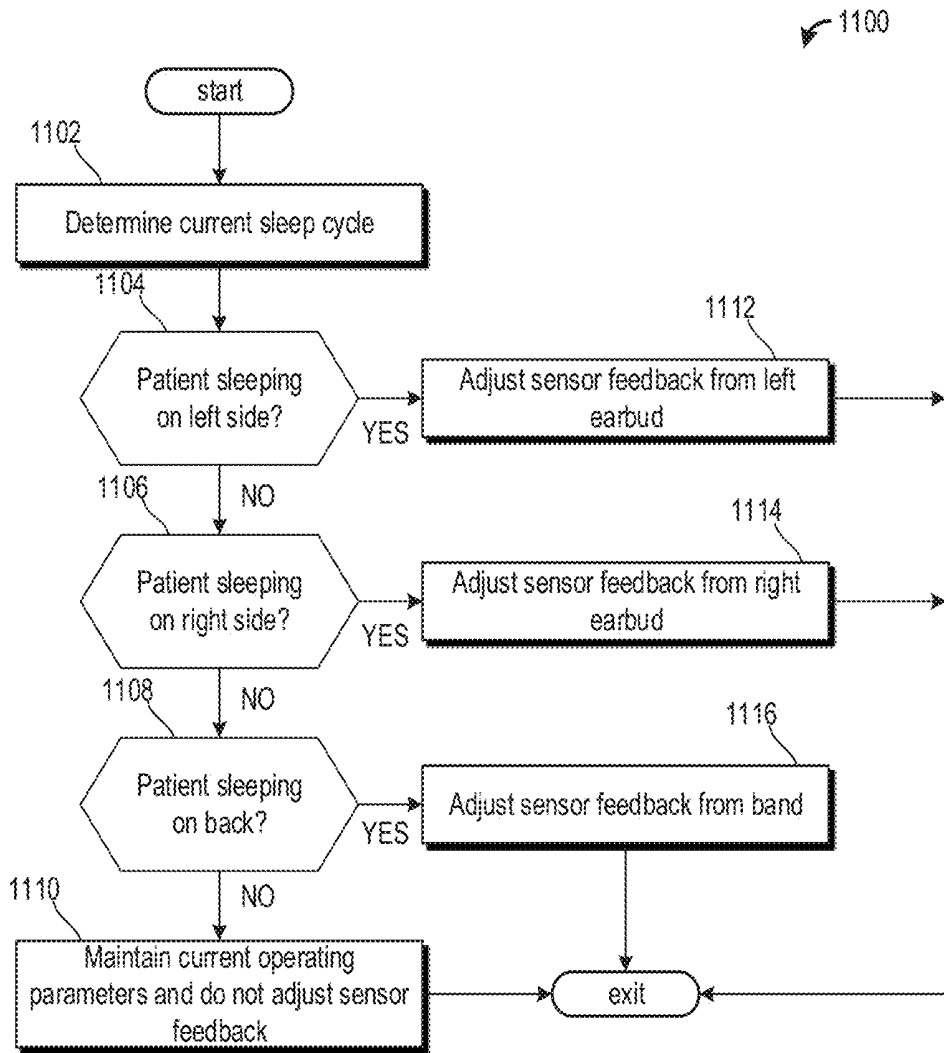 1100
start
1102
Determine current sleep cycle
1104
Patient sleeping
on left side?
YES
1112
Adjust sensor feedback from left
earbud
NO
1106
Patient sleeping
on right side?
YES
1114
Adjust sensor feedback from right
earbud
NO
1108
Patient sleeping
on back?
YES
1116
Adjust sensor feedback from band
NO
1110
Maintain current operating
parameters and do not adjust sensor
feedback
exit